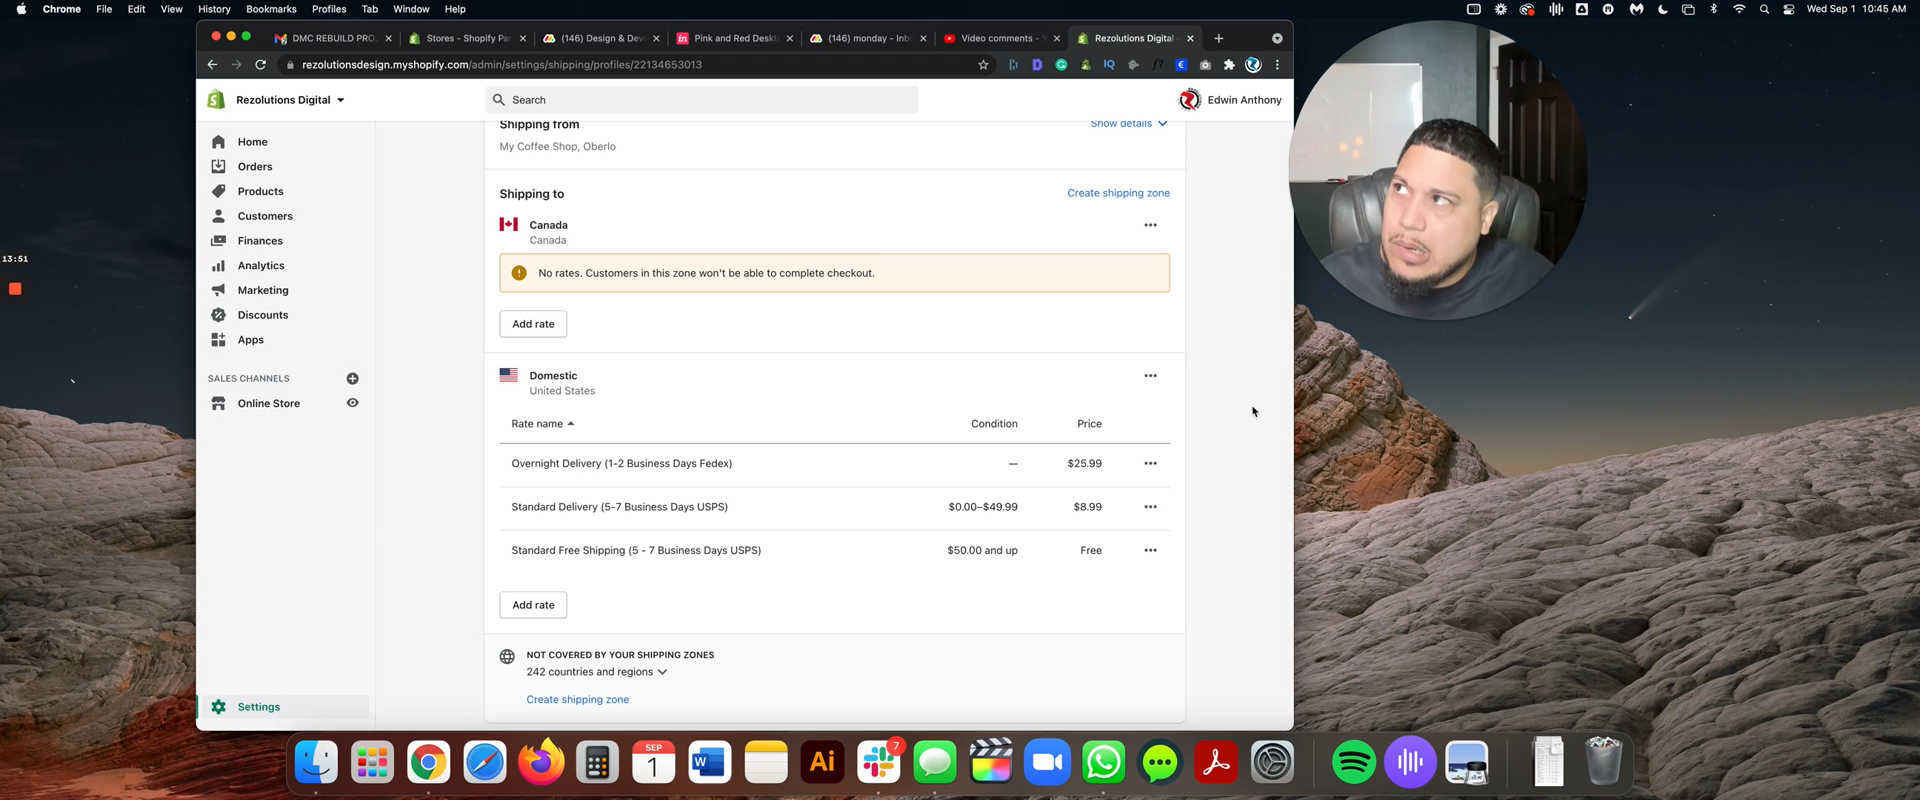 Chrome File Edit View History Bookmarks Profiles Tab Window Help
Wed Sep 1 10:45 AM
DMC REBUILD PRO
Stores - Shopify Par
(146) Design & Dev
Pink and Red Deskt
(146) monday - Inb
Video comments - Y
Rezolutions Digital
rezolutionsdesign.myshopify.com/admin/settings/shipping/profiles/22134653013
Rezolutions Digital
Search
Edwin Anthony
Home
Orders
Products
Customers
Finances
Analytics
Marketing
Discounts
Apps
SALES CHANNELS
Online Store
Settings
13:51
Shipping from
Show details
My Coffee Shop, Oberlo
Shipping to
Create shipping zone
Canada
Canada
No rates. Customers in this zone won't be able to complete checkout.
Add rate
Domestic
United States
Rate name Condition Price
Overnight Delivery (1-2 Business Days Fedex) — $25.99
Standard Delivery (5-7 Business Days USPS) $0.00–$49.99 $8.99
Standard Free Shipping (5 - 7 Business Days USPS) $50.00 and up Free
Add rate
NOT COVERED BY YOUR SHIPPING ZONES
242 countries and regions
Create shipping zone
SEP
1
W
Ai
7